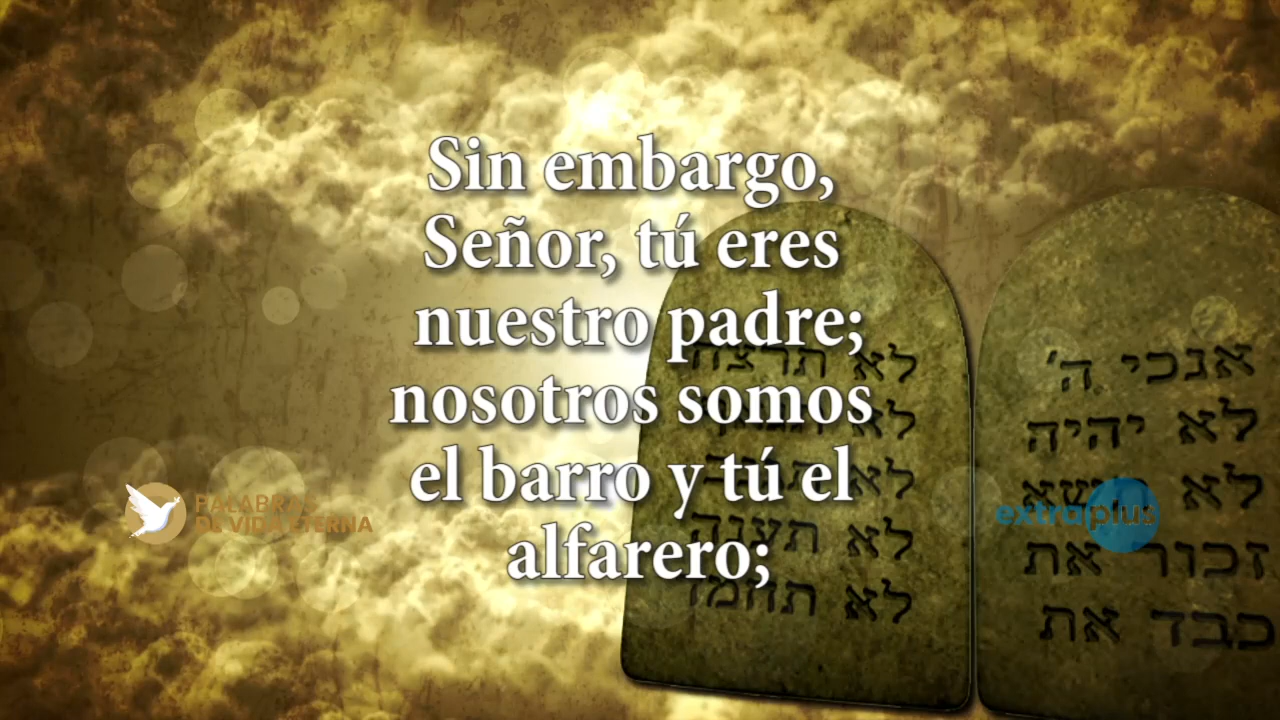 Sin embargo,
Señor, tú eres
nuestro padre;
nosotros somos
el barro y tú el
alfarero;
PALABRAS
DE VIDA ETERNA
extraplus
אנכי ה'
לא יהיה
לא תשא
זכור את
כבד את
לא תרצח
לא
לא
לא תענה
לא תחמד